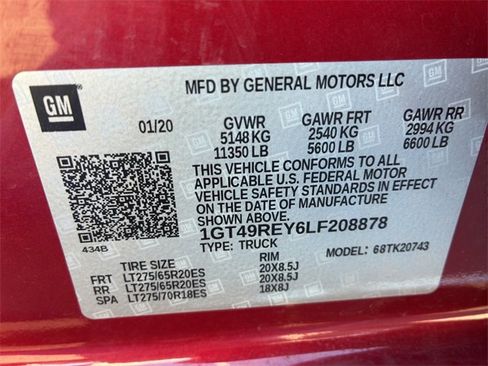 GM
MFD BY GENERAL MOTORS LLC
01/20 GVWR GAWR FRT GAWR RR
5148 KG 2540 KG 2994 KG
11350 LB 5600 LB 6600 LB
THIS VEHICLE CONFORMS TO ALL
APPLICABLE U.S. FEDERAL MOTOR
VEHICLE SAFETY STANDARDS IN EFFECT ON
THE DATE OF MANUFACTURE
SHOWN ABOVE.
1GT49REY6LF208878
TYPE: TRUCK MODEL: 68TK20743
434B
TIRE SIZE RIM
FRT LT275/65R20ES 20X8.5J
RR LT275/65R20ES 20X8.5J
SPA LT275/70R18ES 18X8J